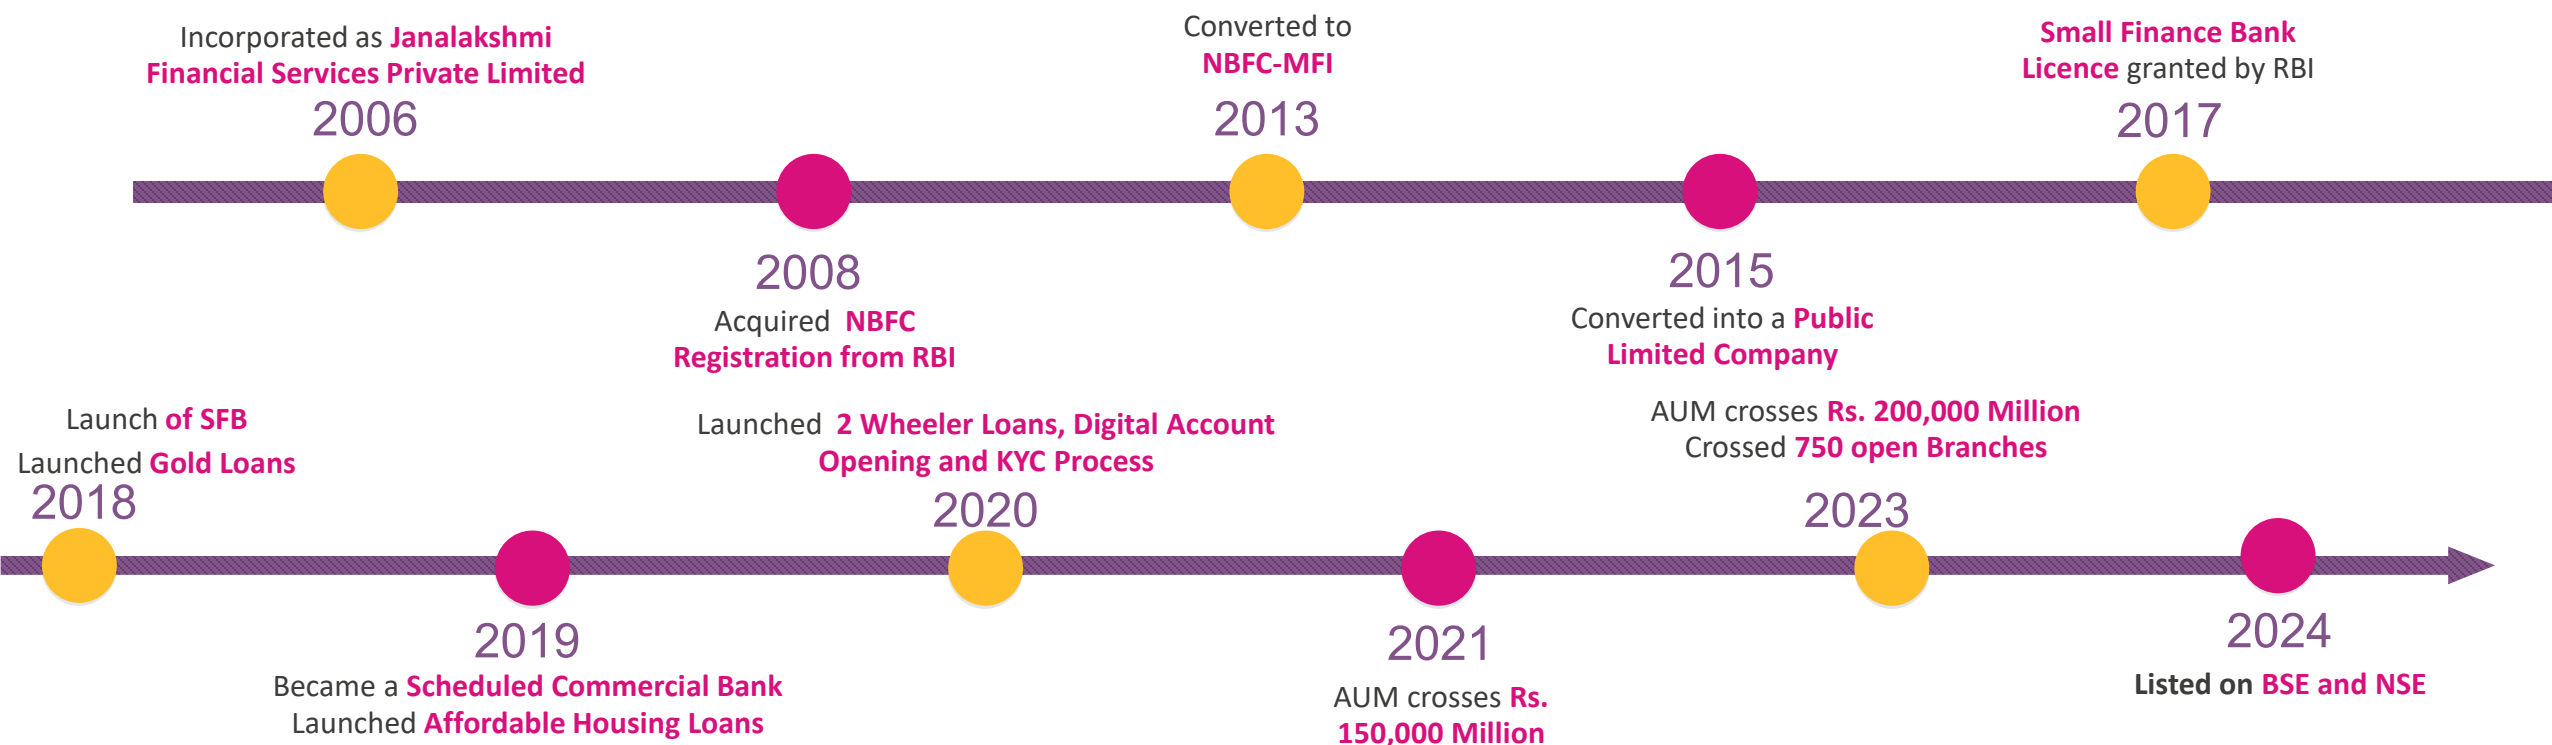 Incorporated as Janalakshmi
Financial Services Private Limited
2006
2008
Acquired NBFC
Registration from RBI
Converted to
NBFC-MFI
2013
2015
Converted into a Public
Limited Company
Small Finance Bank
Licence granted by RBI
2017
Launch of SFB
Launched Gold Loans
2018
2019
Became a Scheduled Commercial Bank
Launched Affordable Housing Loans
Launched 2 Wheeler Loans, Digital Account
Opening and KYC Process
2020
2021
AUM crosses Rs.
150,000 Million
AUM crosses Rs. 200,000 Million
Crossed 750 open Branches
2023
2024
Listed on BSE and NSE